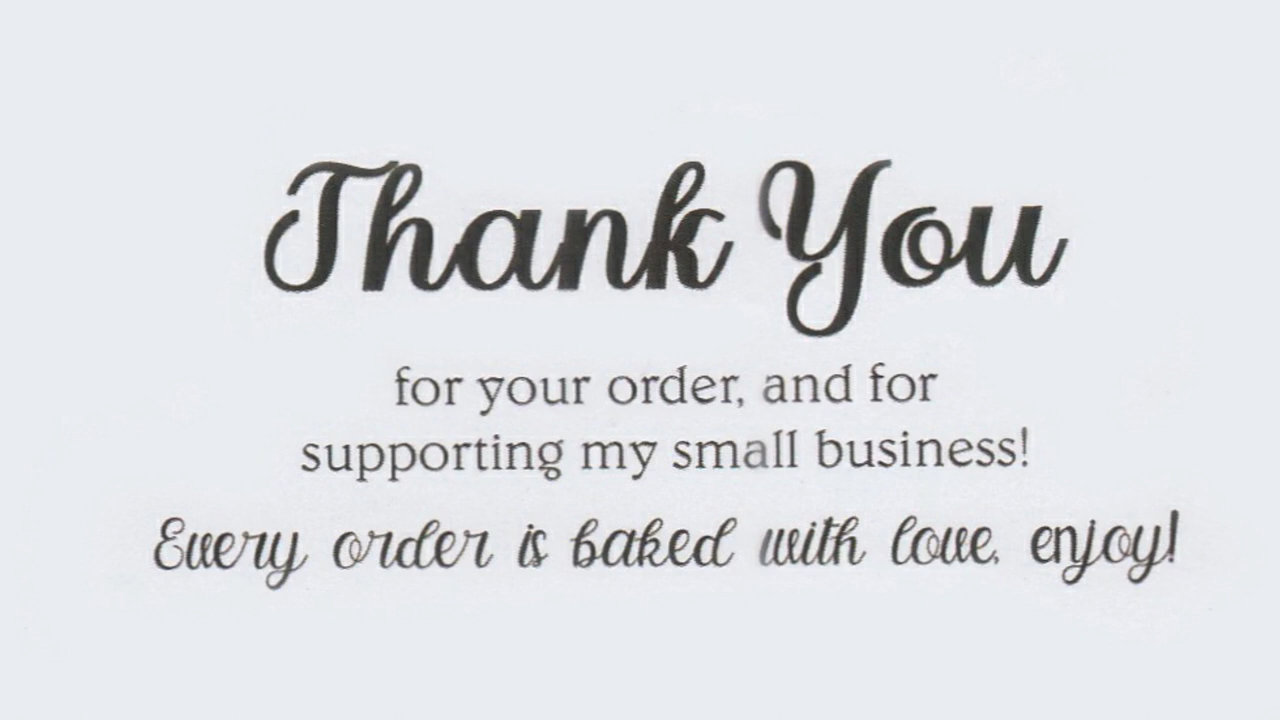 Thank You
for your order, and for
supporting my small business!
Every order is baked with love, enjoy!